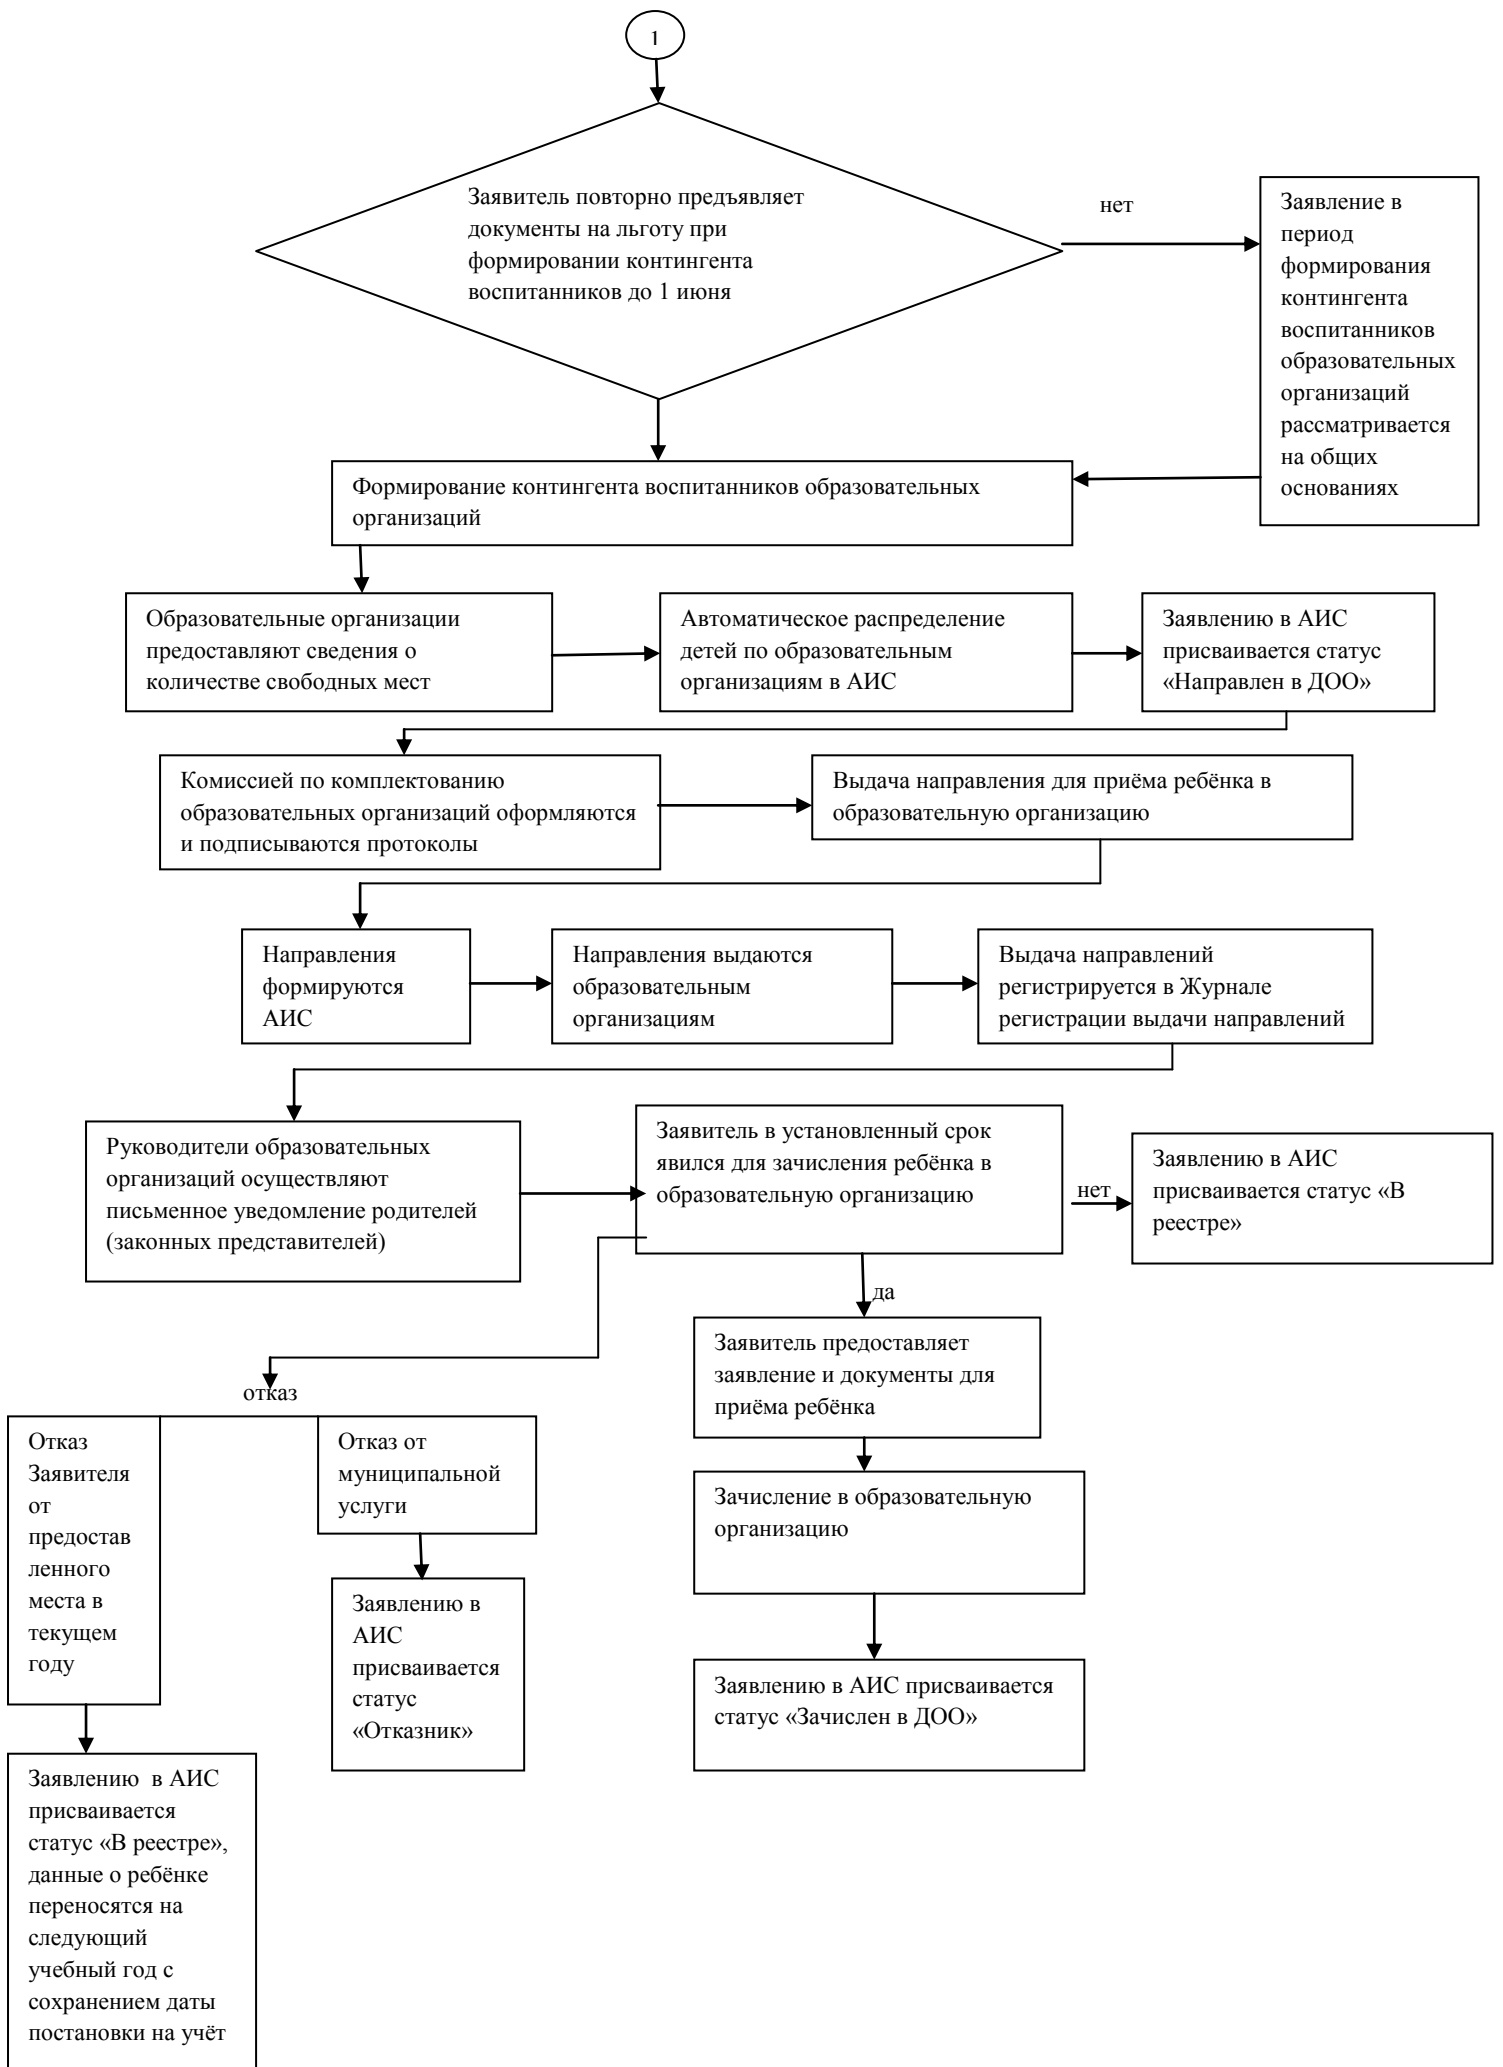 1
Заявитель повторно предъявляет
документы на льготу при
формировании контингента
воспитанников до 1 июня
нет
Заявление в
период
формирования
контингента
воспитанников
образовательных
организаций
рассматривается
на общих
основаниях
Формирование контингента воспитанников образовательных
организаций
Образовательные организации
предоставляют сведения о
количестве свободных мест
Автоматическое распределение
детей по образовательным
организациям в АИС
Заявлению в АИС
присваивается статус
«Направлен в ДОО»
Комиссией по комплектованию
образовательных организаций оформляются
и подписываются протоколы
Выдача направления для приёма ребёнка в
образовательную организацию
Направления
формируются
АИС
Направления выдаются
образовательным
организациям
Выдача направлений
регистрируется в Журнале
регистрации выдачи направлений
Руководители образовательных
организаций осуществляют
письменное уведомление родителей
(законных представителей)
Заявитель в установленный срок
явился для зачисления ребёнка в
образовательную организацию
нет
Заявлению в АИС
присваивается статус «В
реестре»
да
Заявитель предоставляет
заявление и документы для
приёма ребёнка
отказ
Отказ
Заявителя
от
предостав
ленного
места в
текущем
году
Отказ от
муниципальной
услуги
Зачисление в образовательную
организацию
Заявлению в
АИС
присваивается
статус
«Отказник»
Заявлению в АИС присваивается
статус «Зачислен в ДОО»
Заявлению  в АИС
присваивается
статус «В реестре»,
данные о ребёнке
переносятся на
следующий
учебный год с
сохранением даты
постановки на учёт